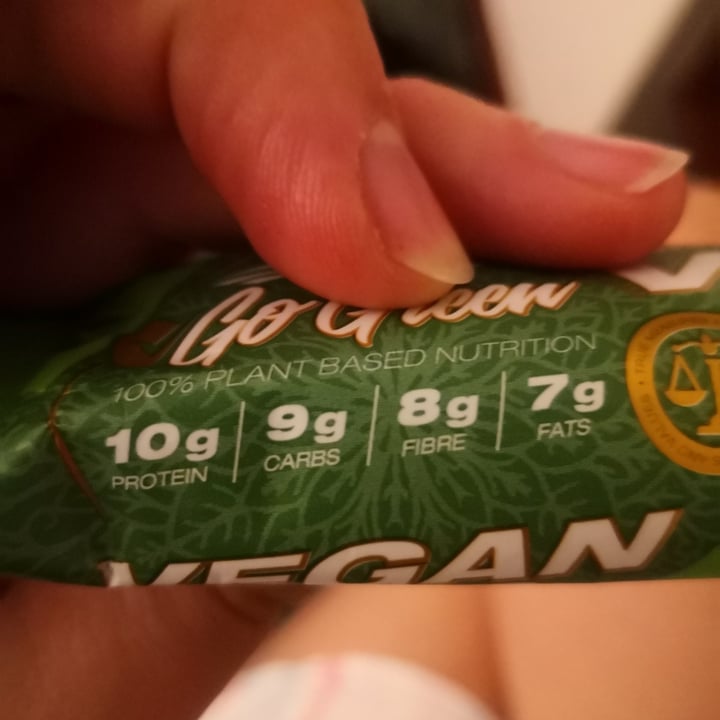 Go Green
100% PLANT BASED NUTRITION
10g 9g 8g 7g
PROTEIN CARBS FIBRE FATS
VEGAN